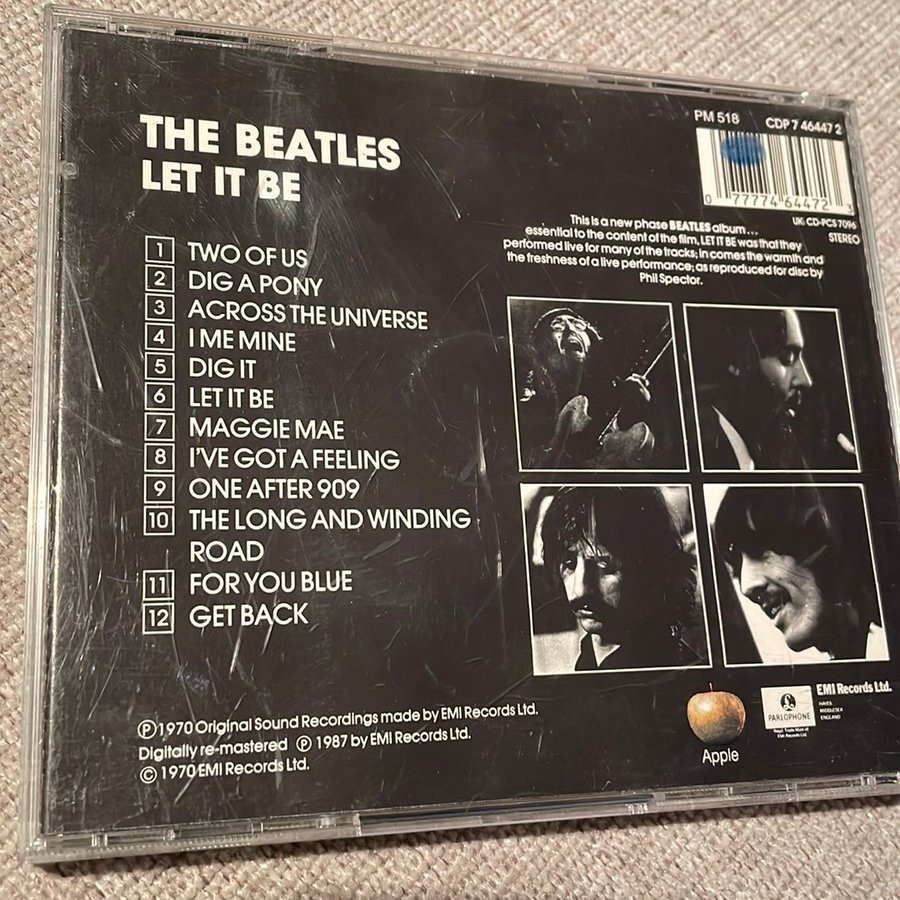 THE BEATLES
LET IT BE
1 TWO OF US
2 DIG A PONY
3 ACROSS THE UNIVERSE
4 I ME MINE
5 DIG IT
6 LET IT BE
7 MAGGIE MAE
8 I'VE GOT A FEELING
9 ONE AFTER 909
10 THE LONG AND WINDING
ROAD
11 FOR YOU BLUE
12 GET BACK
PM 518 CDP 7 46447 2
0 77774 64472 3
UK: CD-PCS 7096
STEREO
This is a new phase BEATLES album...
essential to the content of the film, LET IT BE was that they
performed live for many of the tracks; in comes the warmth and
the freshness of a live performance; as reproduced for disc by
Phil Spector.
℗ 1970 Original Sound Recordings made by EMI Records Ltd.
Digitally re-mastered ℗ 1987 by EMI Records Ltd.
© 1970 EMI Records Ltd.
Apple
PARLOPHONE
Regd. Trade Mark of
EMI Records Ltd
EMI Records Ltd.
HAYES
MIDDLESEX
ENGLAND